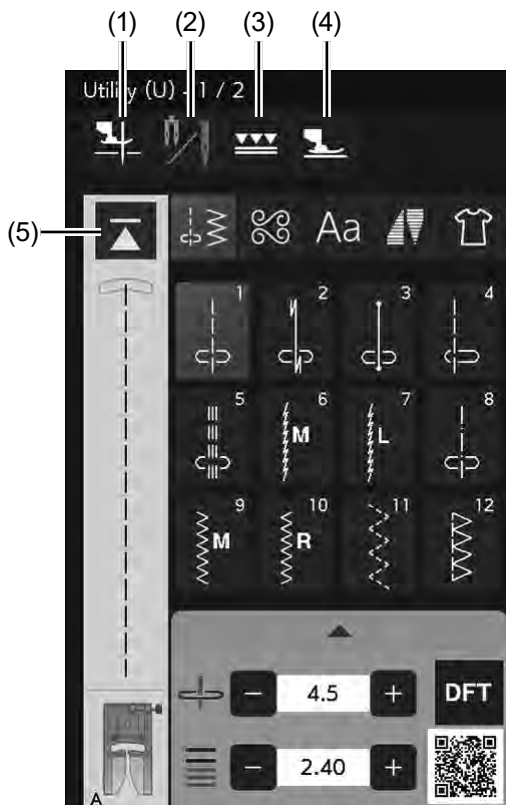 (1) (2) (3) (4)
Utility (U) - 1 / 2
(5)
Aa
1 2 3 4
5 6 7 8
M L
9 10 11 12
M R
4.5 DFT
2.40
A